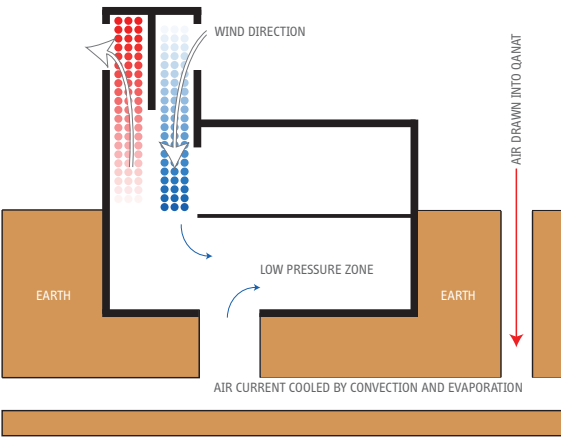 WIND DIRECTION
AIR DRAWN INTO QANAT
LOW PRESSURE ZONE
EARTH
EARTH
AIR CURRENT COOLED BY CONVECTION AND EVAPORATION